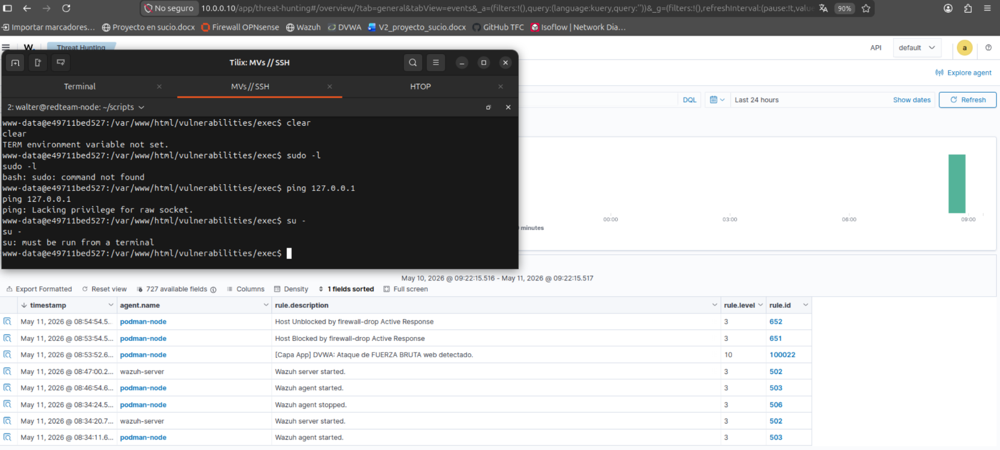 No seguro 10.0.0.10/app/threat-hunting#/overview/?tab=general&tabView=events&_a=(filters:!(),query:(language:kuery,query:''))&_g=(filters:!(),refreshInterval:(pause:!t,value 90%
Importar marcadores... Proyecto en sucio.docx Firewall OPNsense Wazuh DVWA V2_proyecto_sucio.docx GitHub TFC Isoflow | Network Dia...
W. Threat Hunting API default a
Explore agent
DQL Last 24 hours Show dates Refresh
Tilix: MVs // SSH
Terminal MVs // SSH HTOP
2: walter@redteam-node: ~/scripts
www-data@e49711bed527:/var/www/html/vulnerabilities/exec$ clear
clear
TERM environment variable not set.
www-data@e49711bed527:/var/www/html/vulnerabilities/exec$ sudo -l
sudo -l
bash: sudo: command not found
www-data@e49711bed527:/var/www/html/vulnerabilities/exec$ ping 127.0.0.1
ping 127.0.0.1
ping: Lacking privilege for raw socket.
www-data@e49711bed527:/var/www/html/vulnerabilities/exec$ su -
su -
su: must be run from a terminal
www-data@e49711bed527:/var/www/html/vulnerabilities/exec$
00:00 03:00 06:00 09:00
minutes
May 10, 2026 @ 09:22:15.516 - May 11, 2026 @ 09:22:15.517
Export Formatted Reset view 727 available fields Columns Density 1 fields sorted Full screen
timestamp agent.name rule.description rule.level rule.id
May 11, 2026 @ 08:54:54.5... podman-node Host Unblocked by firewall-drop Active Response 3 652
May 11, 2026 @ 08:53:54.5... podman-node Host Blocked by firewall-drop Active Response 3 651
May 11, 2026 @ 08:53:52.6... podman-node [Capa App] DVWA: Ataque de FUERZA BRUTA web detectado. 10 100022
May 11, 2026 @ 08:47:00.2... wazuh-server Wazuh server started. 3 502
May 11, 2026 @ 08:46:54.6... podman-node Wazuh agent started. 3 503
May 11, 2026 @ 08:34:24.5... podman-node Wazuh agent stopped. 3 506
May 11, 2026 @ 08:34:20.7... wazuh-server Wazuh server started. 3 502
May 11, 2026 @ 08:34:11.6... podman-node Wazuh agent started. 3 503